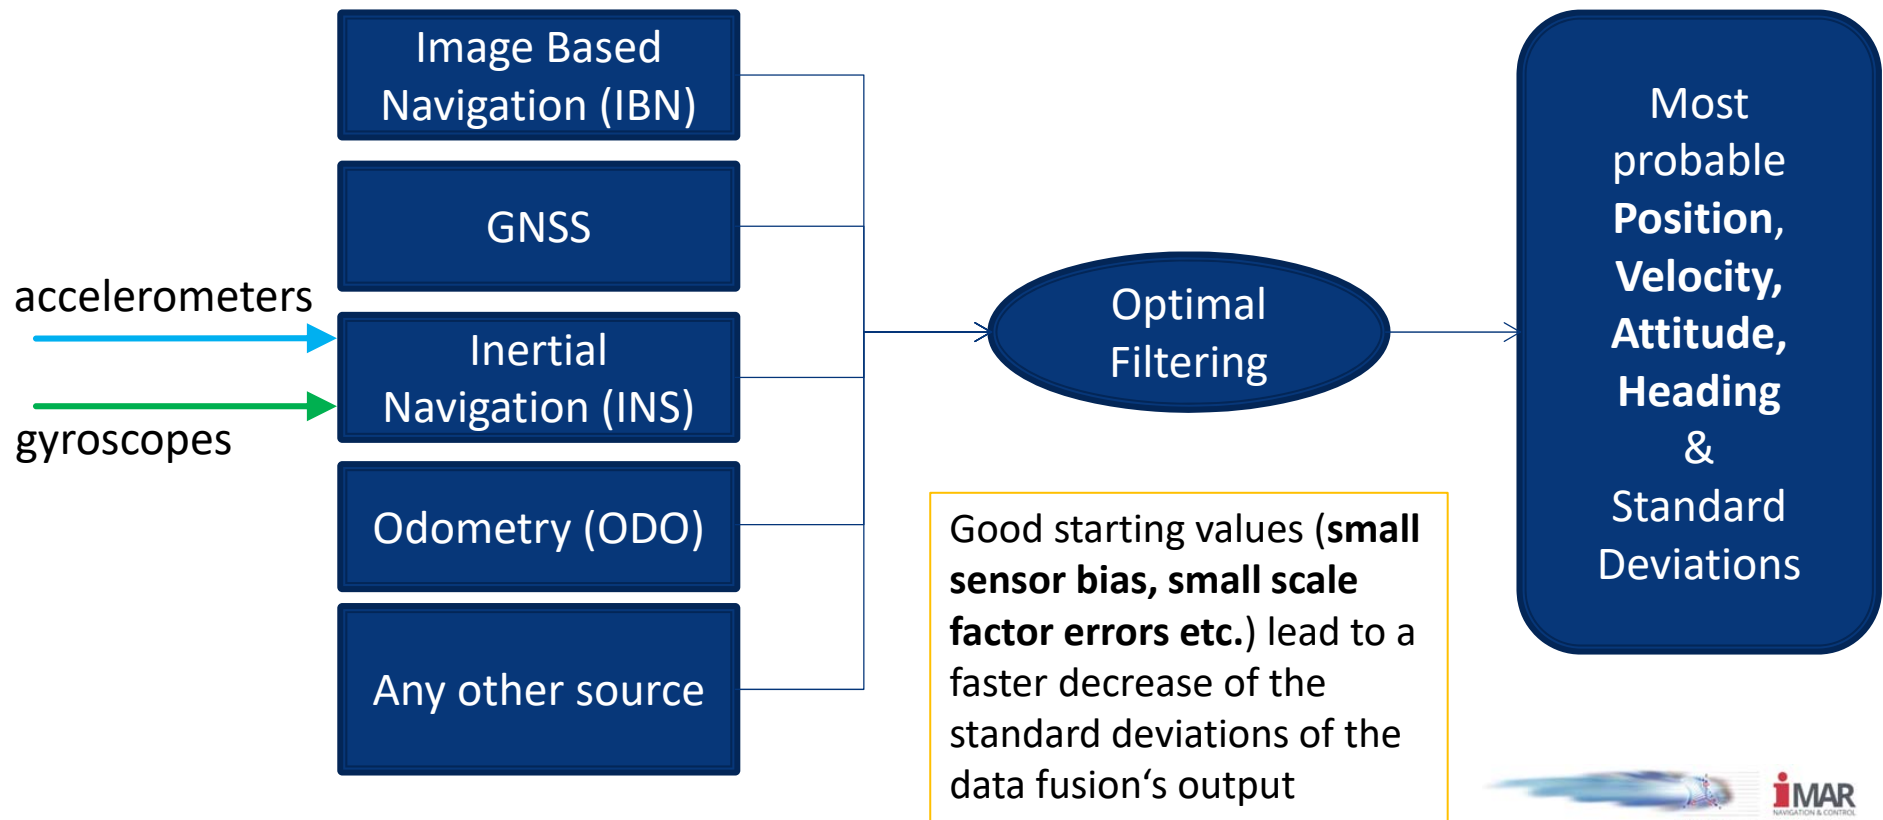 Image Based
Navigation (IBN)
GNSS
accelerometers
gyroscopes
Inertial
Navigation (INS)
Odometry (ODO)
Any other source
Optimal
Filtering
Good starting values (small
sensor bias, small scale
factor errors etc.) lead to a
faster decrease of the
standard deviations of the
data fusion‘s output
Most
probable
Position,
Velocity,
Attitude,
Heading
&
Standard
Deviations
iMAR
NAVIGATION & CONTROL